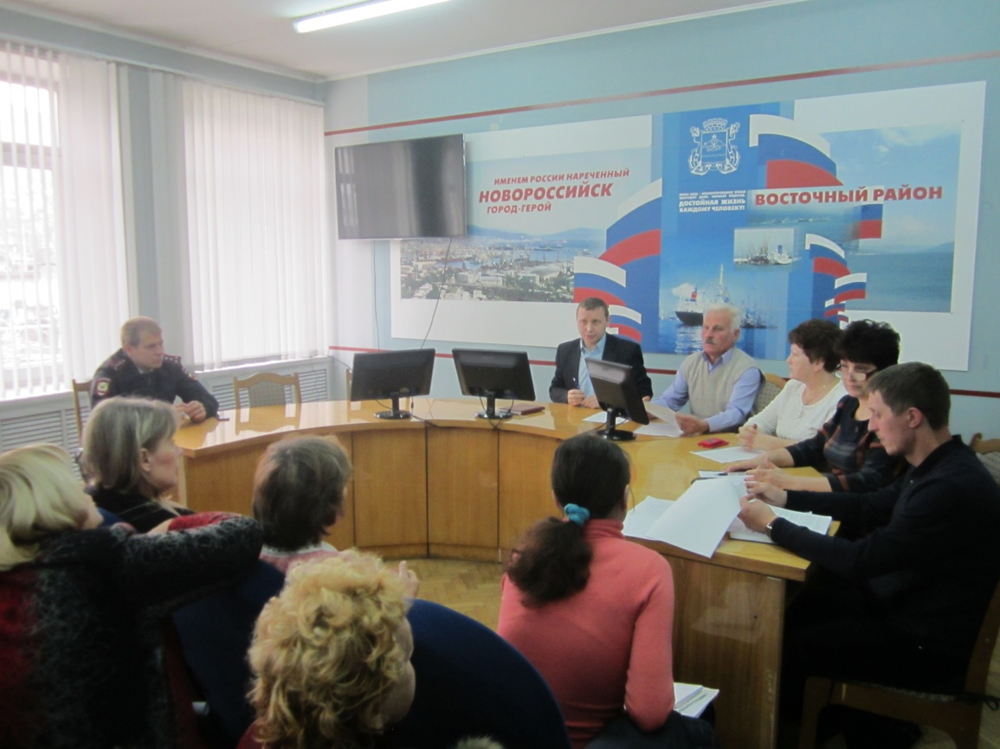 ИМЕНЕМ РОССИИ НАРЕЧЕННЫЙ
НОВОРОССИЙСК
ГОРОД-ГЕРОЙ
ДОСТОЙНАЯ ЖИЗНЬ
КАЖДОМУ ЧЕЛОВЕКУ!
ВОСТОЧНЫЙ РАЙОН